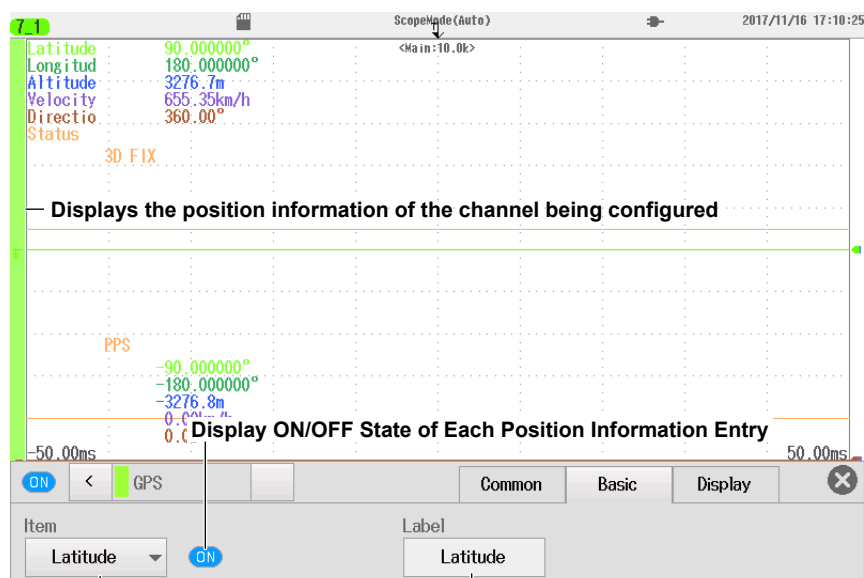 7_1
ScopeMode(Auto)
2017/11/16 17:10:25
<Main:10.0k>
Latitude 90.000000°
Longitud 180.000000°
Altitude 3276.7m
Velocity 655.35km/h
Directio 360.00°
Status
3D FIX
Displays the position information of the channel being configured
PPS
-90.000000°
-180.000000°
-3276.8m
Display ON/OFF State of Each Position Information Entry
-50.00ms 50.00ms
ON < GPS Common Basic Display
Item Label
Latitude ON Latitude